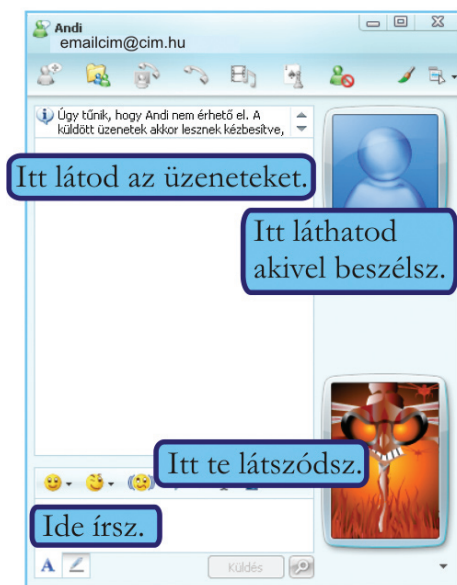 Andi
emailcim@cim.hu
Úgy tűnik, hogy Andi nem érhető el. A
küldött üzenetek akkor lesznek kézbesítve,
Itt látod az üzeneteket.
Itt láthatod
akivel beszélsz.
Itt te látszódsz.
Ide írsz.
A
Küldés